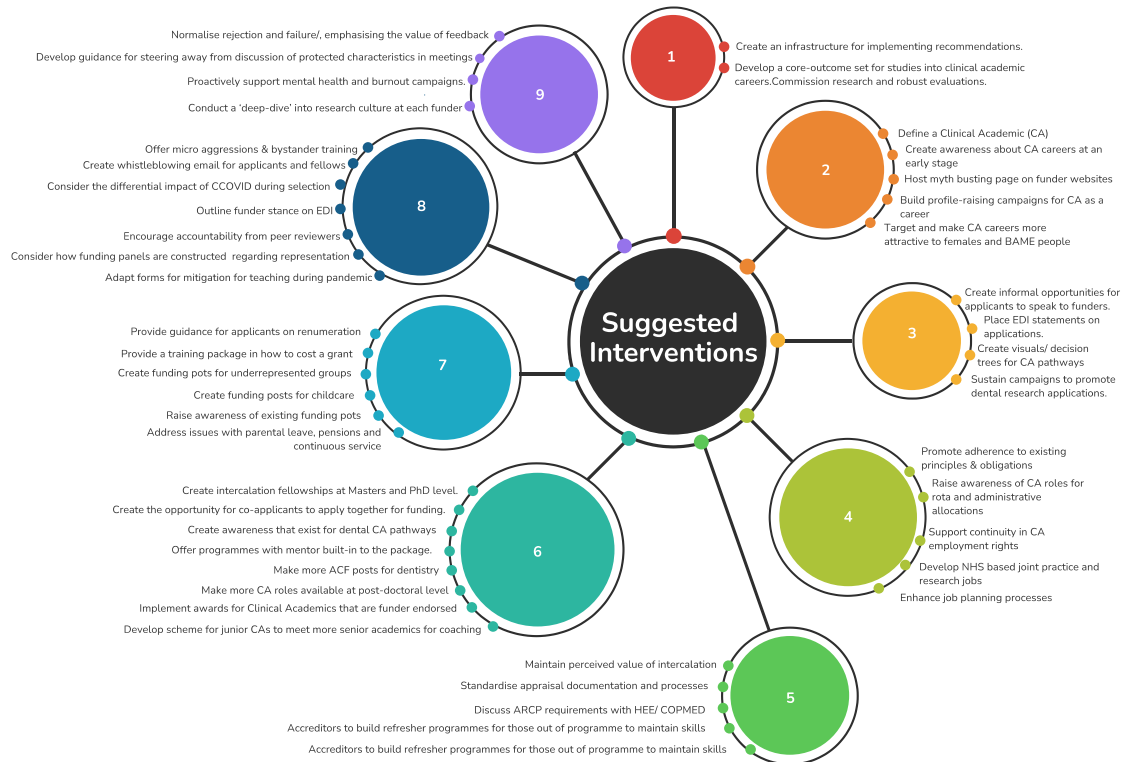 Suggested
Interventions
1
Create an infrastructure for implementing recommendations.
Develop a core-outcome set for studies into clinical academic
careers.Commission research and robust evaluations.
2
Define a Clinical Academic (CA)
Create awareness about CA careers at an
early stage
Host myth busting page on funder websites
Build profile-raising campaigns for CA as a
career
Target and make CA careers more
attractive to females and BAME people
3
Create informal opportunities for
applicants to speak to funders.
Place EDI statements on
applications.
Create visuals/ decision
trees for CA pathways
Sustain campaigns to promote
dental research applications.
4
Promote adherence to existing
principles & obligations
Raise awareness of CA roles for
rota and administrative
allocations
Support continuity in CA
employment rights
Develop NHS based joint practice and
research jobs
Enhance job planning processes
5
Maintain perceived value of intercalation
Standardise appraisal documentation and processes
Discuss ARCP requirements with HEE/ COPMED
Accreditors to build refresher programmes for those out of programme to maintain skills
Accreditors to build refresher programmes for those out of programme to maintain skills
6
Create intercalation fellowships at Masters and PhD level.
Create the opportunity for co-applicants to apply together for funding.
Create awareness that exist for dental CA pathways
Offer programmes with mentor built-in to the package.
Make more ACF posts for dentistry
Make more CA roles available at post-doctoral level
Implement awards for Clinical Academics that are funder endorsed
Develop scheme for junior CAs to meet more senior academics for coaching
7
Provide guidance for applicants on renumeration
Provide a training package in how to cost a grant
Create funding pots for underrepresented groups
Create funding posts for childcare
Raise awareness of existing funding pots
Address issues with parental leave, pensions and
continuous service
8
Offer micro aggressions & bystander training
Create whistleblowing email for applicants and fellows
Consider the differential impact of CCOVID during selection
Outline funder stance on EDI
Encourage accountability from peer reviewers
Consider how funding panels are constructed regarding representation
Adapt forms for mitigation for teaching during pandemic
9
Normalise rejection and failure/, emphasising the value of feedback
Develop guidance for steering away from discussion of protected characteristics in meetings
Proactively support mental health and burnout campaigns.
Conduct a ‘deep-dive’ into research culture at each funder